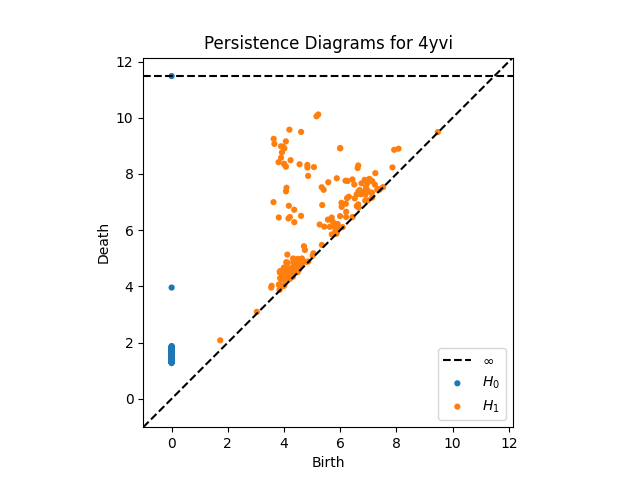 Persistence Diagrams for 4yvi
12
10
8
6
4
2
0
Death
0 2 4 6 8 10 12
Birth
∞
H₀
H₁